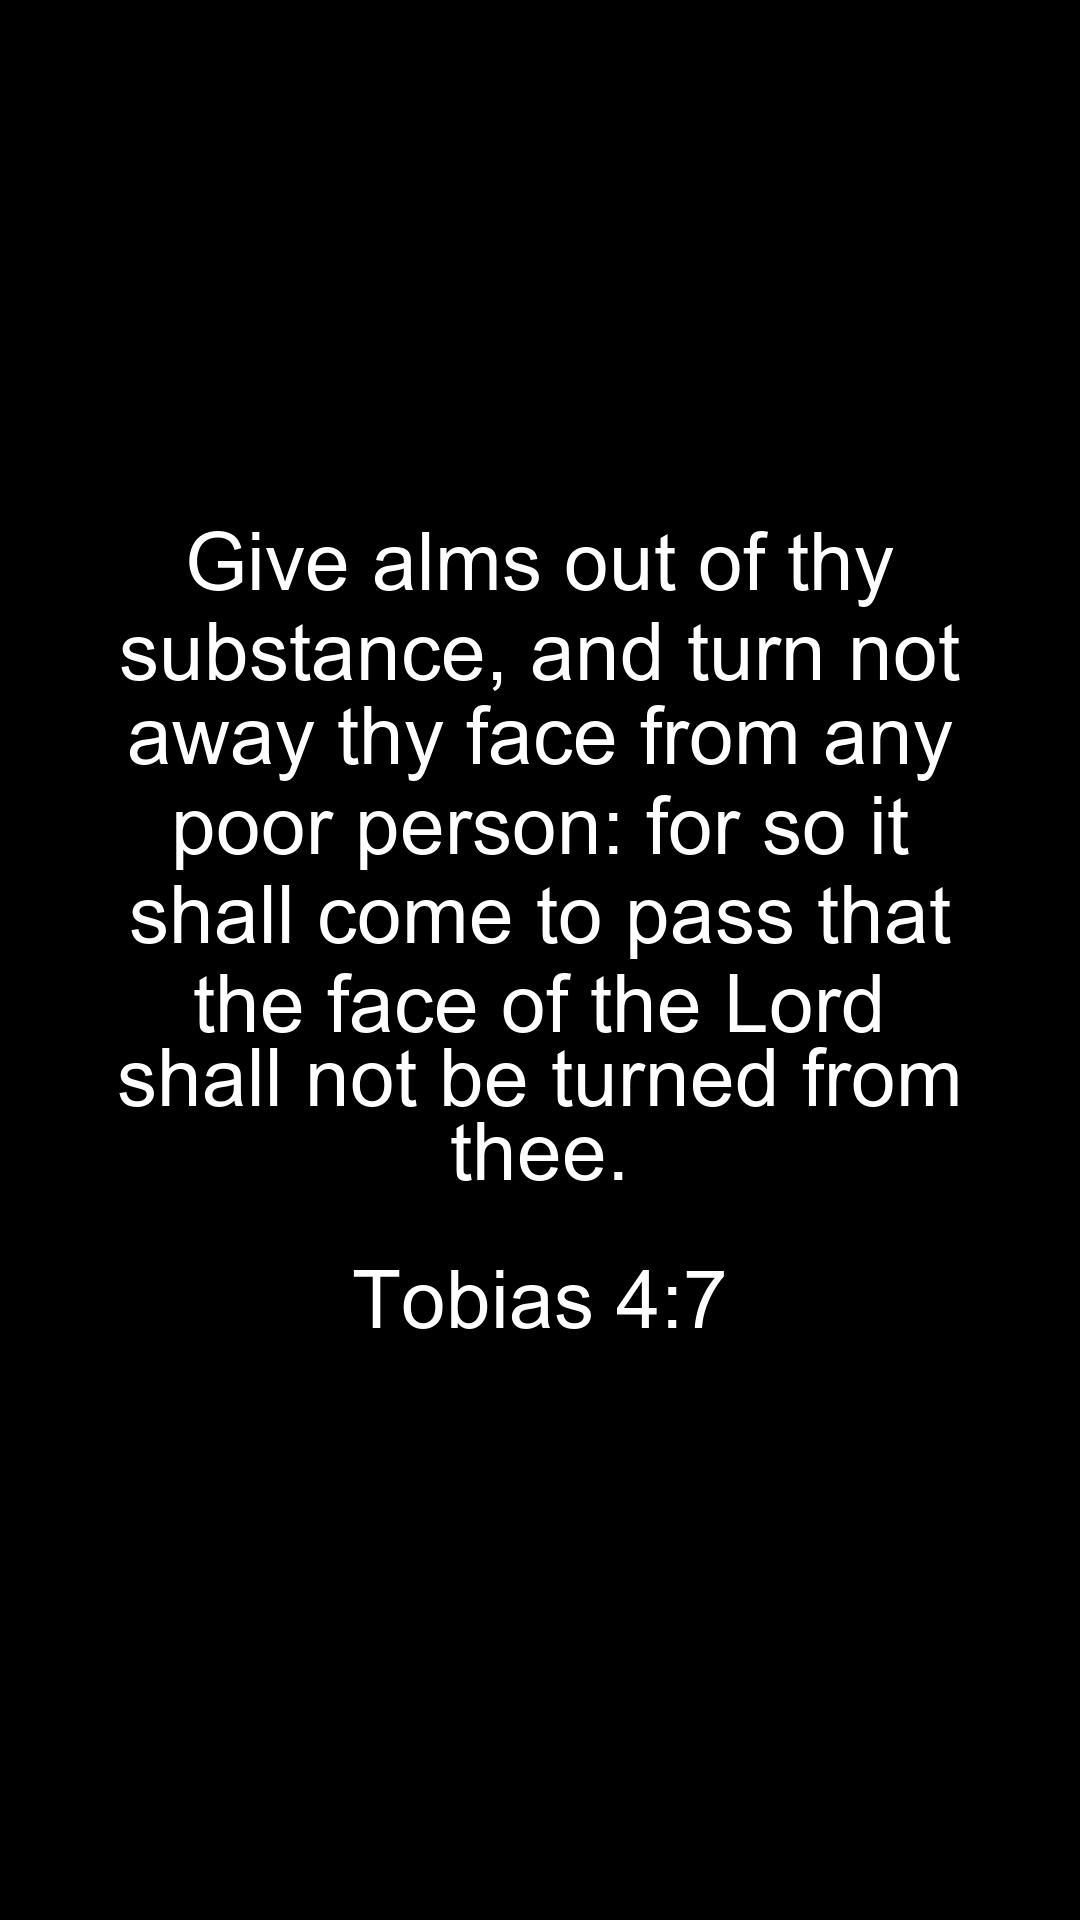 Give alms out of thy
substance, and turn not
away thy face from any
poor person: for so it
shall come to pass that
the face of the Lord
shall not be turned from
thee.
Tobias 4:7